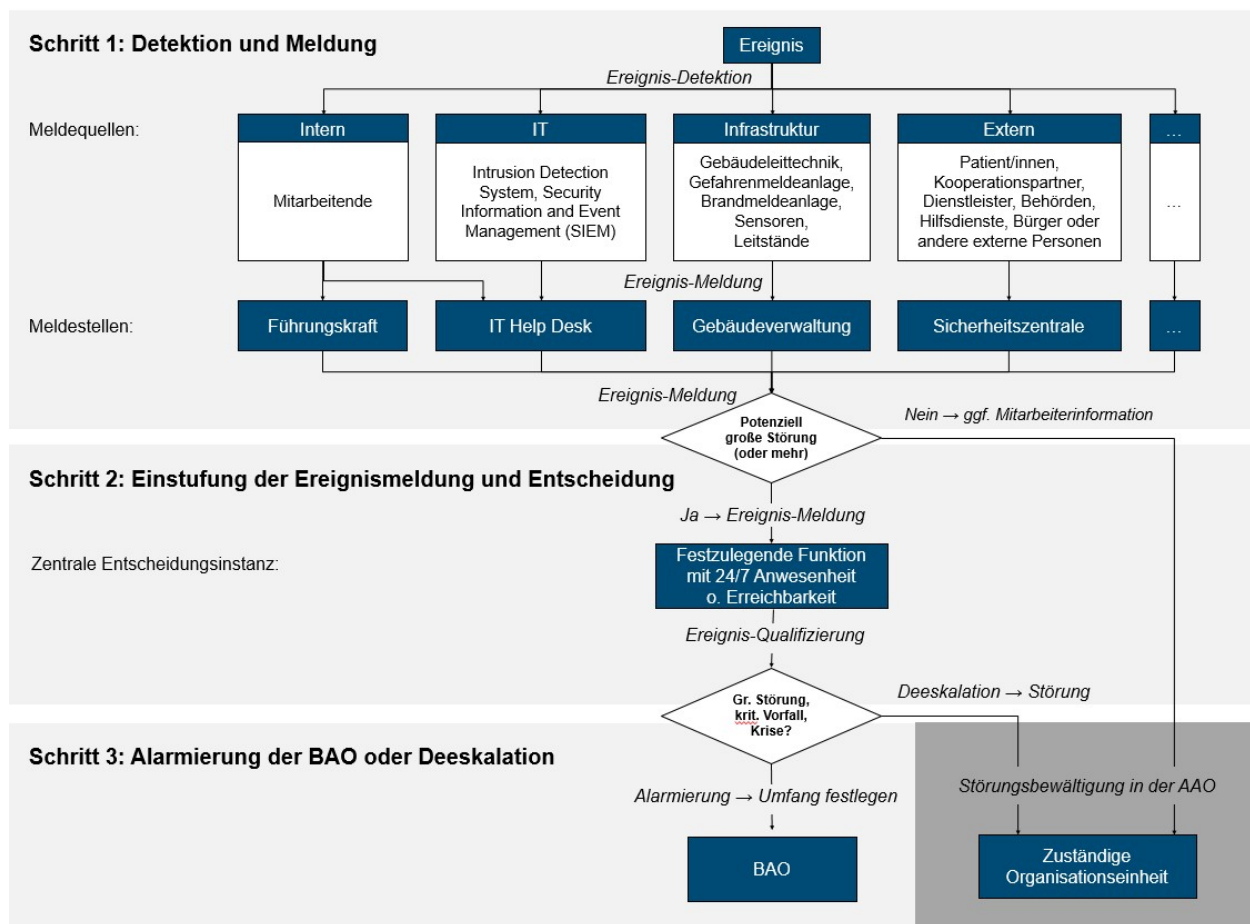 Schritt 1: Detektion und Meldung
Ereignis
Ereignis-Detektion
Meldequellen:
Intern
IT
Infrastruktur
Extern
...
Mitarbeitende
Intrusion Detection
System, Security
Information and Event
Management (SIEM)
Gebäudeleittechnik,
Gefahrenmeldeanlage,
Brandmeldeanlage,
Sensoren,
Leitstände
Patient/innen,
Kooperationspartner,
Dienstleister, Behörden,
Hilfsdienste, Bürger oder
andere externe Personen
...
Ereignis-Meldung
Meldestellen:
Führungskraft
IT Help Desk
Gebäudeverwaltung
Sicherheitszentrale
...
Ereignis-Meldung
Potenziell
große Störung
(oder mehr)
Nein → ggf. Mitarbeiterinformation
Schritt 2: Einstufung der Ereignismeldung und Entscheidung
Ja → Ereignis-Meldung
Zentrale Entscheidungsinstanz:
Festzulegende Funktion
mit 24/7 Anwesenheit
o. Erreichbarkeit
Ereignis-Qualifizierung
Gr. Störung,
krit. Vorfall,
Krise?
Deeskalation → Störung
Schritt 3: Alarmierung der BAO oder Deeskalation
Alarmierung → Umfang festlegen
Störungsbewältigung in der AAO
BAO
Zuständige
Organisationseinheit